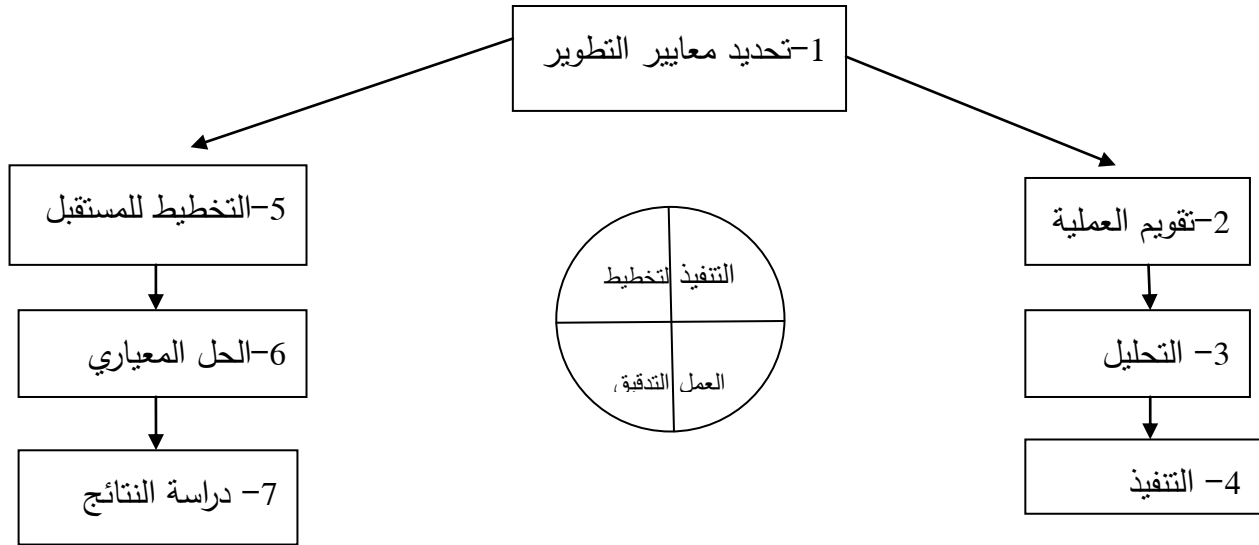 1-تحديد معايير التطوير
2-تقويم العملية
3- التحليل
4- التنفيذ
5-التخطيط للمستقبل
6-الحل المعياري
7- دراسة النتائج
التنفيذ
لتخطيط
العمل
التدقيق